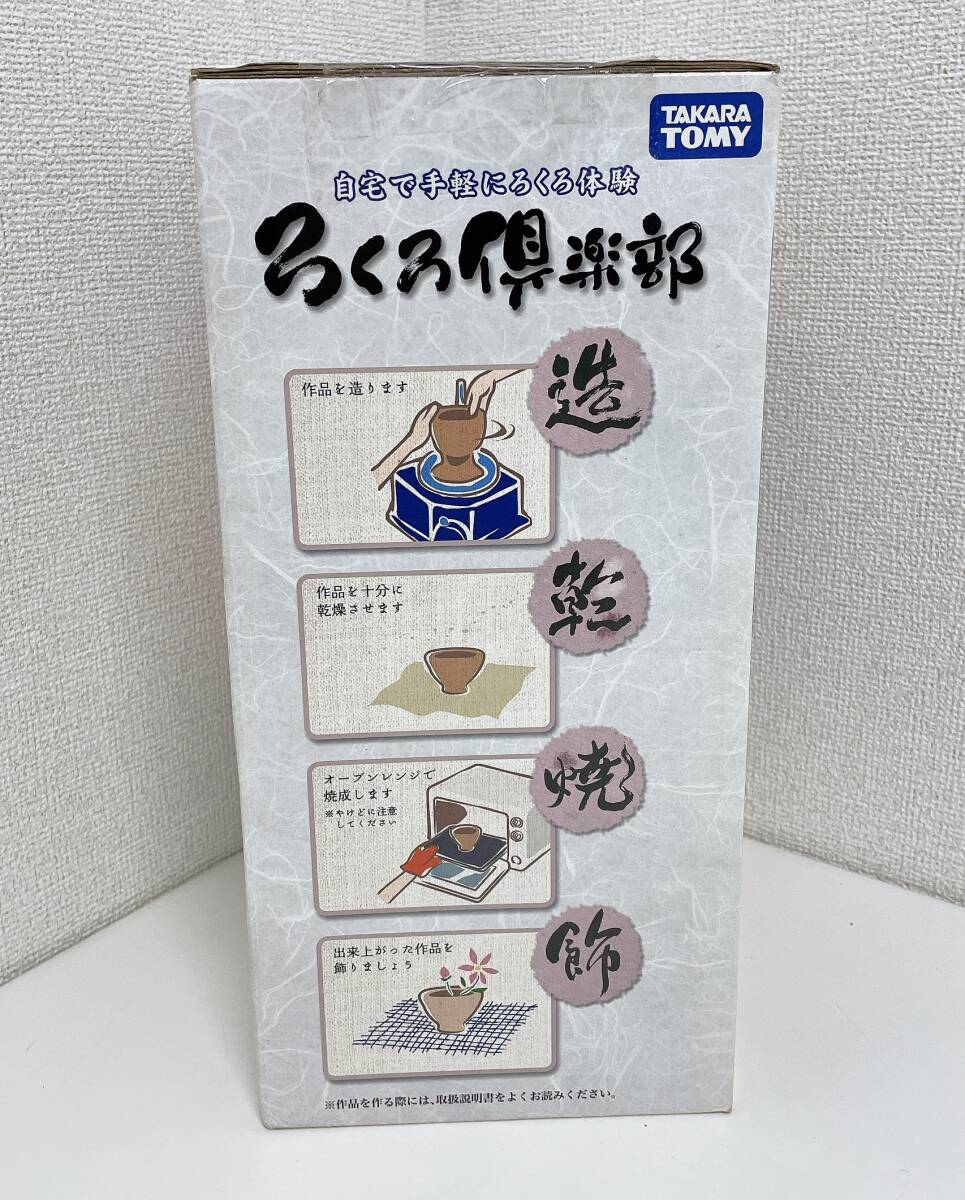 TAKARA
TOMY
自宅で手軽にろくろ体験
ろくろ倶楽部
作品を造ります
造
作品を十分に
乾燥させます
乾
オーブンレンジで
焼成します
※やけどに注意
してください
焼
出来上がった作品を
飾りましょう
飾
※作品を作る際には、取扱説明書をよくお読みください。